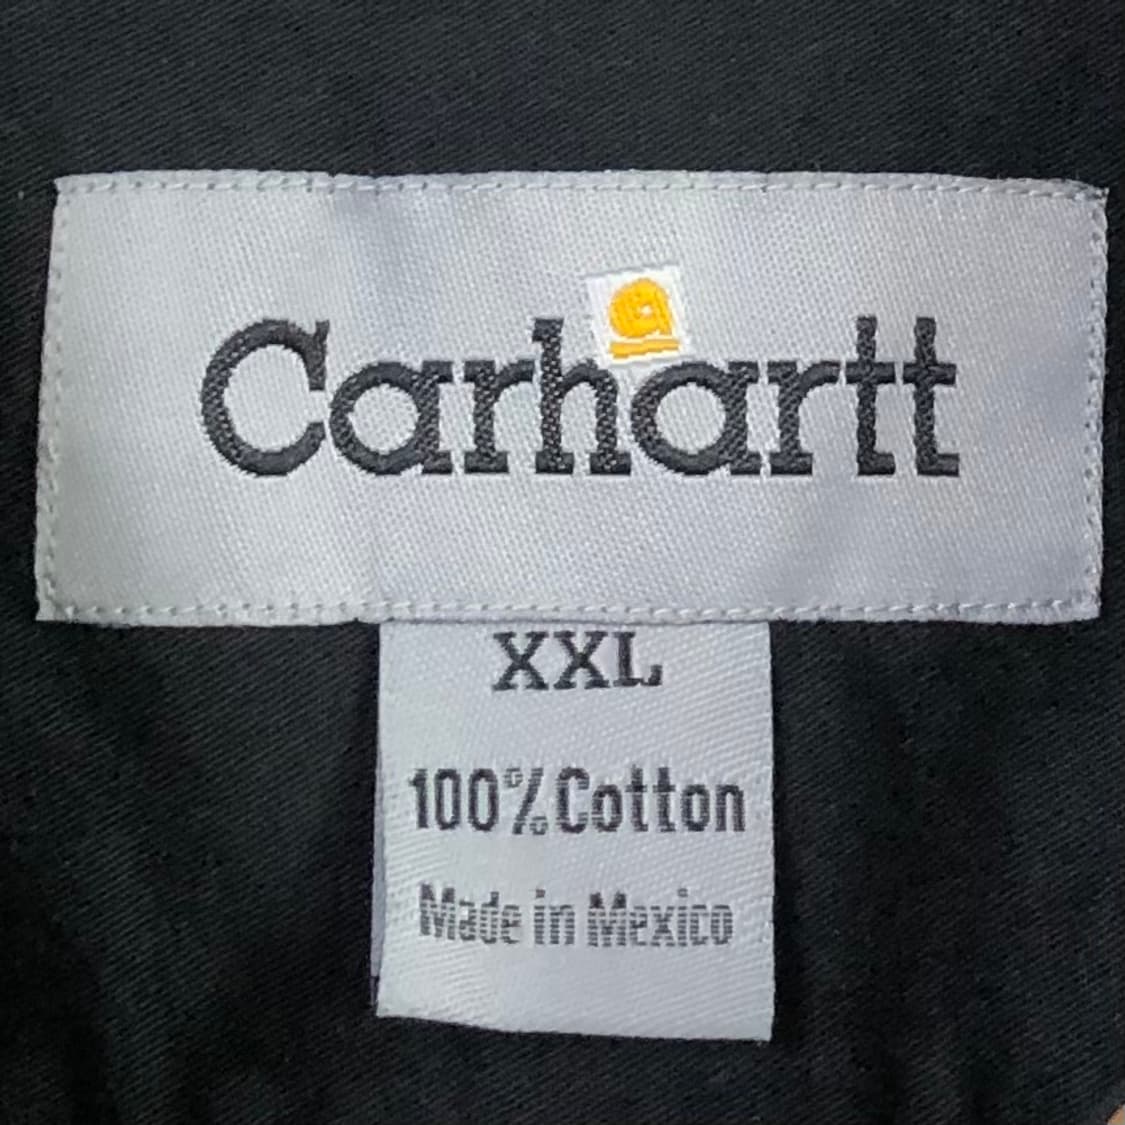 Carhartt
XXL
100% Cotton
Made in Mexico